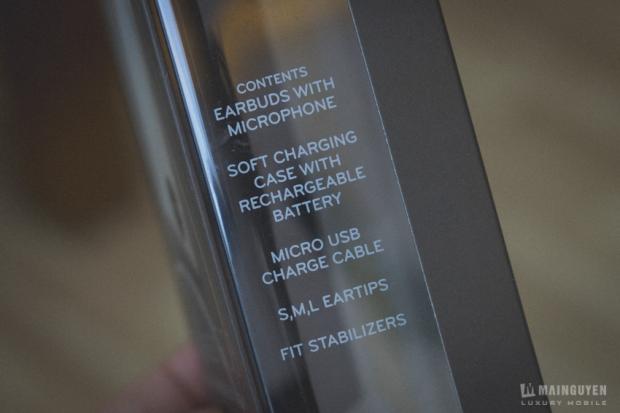 CONTENTS
EARBUDS WITH
MICROPHONE
SOFT CHARGING
CASE WITH
RECHARGEABLE
BATTERY
MICRO USB
CHARGE CABLE
S,M,L EARTIPS
FIT STABILIZERS
MAINGUYEN
LUXURY MOBILE